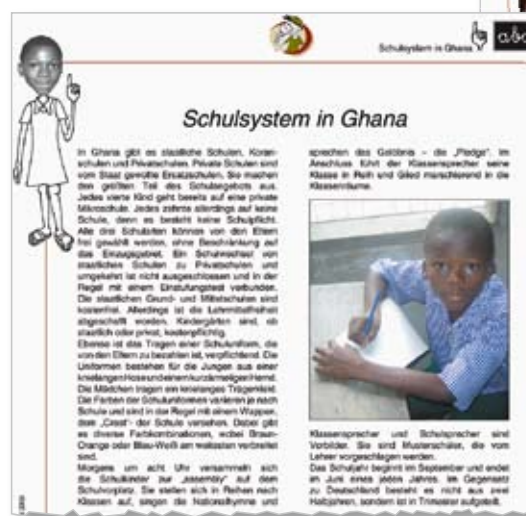 Schulsystem in Ghana
abc
Schulsystem in Ghana
In Ghana gibt es staatliche Schulen, Koran-
schulen und Privatschulen. Private Schulen sind
vom Staat geprüfte Ersatzschulen. Sie machen
den größten Teil des Schulangebots aus.
Jedes vierte Kind geht bereits auf eine private
Mikroschule. Jedes zehnte allerdings auf keine
Schule, denn es besteht keine Schulpflicht.
Alle drei Schularten können von den Eltern
frei gewählt werden, ohne Beschränkung auf
das Einzugsgebiet. Ein Schulwechsel von
staatlichen Schulen zu Privatschulen und
umgekehrt ist nicht ausgeschlossen und in der
Regel mit einem Einstufungstest verbunden.
Die staatlichen Grund- und Mittelschulen sind
kostenfrei. Allerdings ist die Lehrmittelfreiheit
abgeschafft worden. Kindergärten sind, ob
staatlich oder privat, kostenpflichtig.
Ebenso ist das Tragen einer Schuluniform, die
von den Eltern zu bezahlen ist, verpflichtend. Die
Uniformen bestehen für die Jungen aus einer
knielangen Hose und einem kurzärmeligen Hemd.
Die Mädchen tragen ein knielanges Trägerkleid.
Die Farben der Schuluniformen variieren je nach
Schule und sind in der Regel mit einem Wappen,
dem „Crest“- der Schule versehen. Dabei gibt
es diverse Farbkombinationen, wobei Braun-
Orange oder Blau-Weiß am weitesten verbreitet
sind.
Morgens um acht Uhr versammeln sich
die Schulkinder zur „assembly“ auf dem
Schulvorplatz. Sie stellen sich in Reihen nach
Klassen auf, singen die Nationalhymne und
sprechen das Gelöbnis – die „Pledge“. Im
Anschluss führt der Klassensprecher seine
Klasse in Reih und Glied marschierend in die
Klassenräume.
Klassensprecher und Schulsprecher sind
Vorbilder. Sie sind Musterschüler, die vom
Lehrer vorgeschlagen werden.
Das Schuljahr beginnt im September und endet
im Juni eines jeden Jahres. Im Gegensatz
zu Deutschland besteht es nicht aus zwei
Halbjahren, sondern ist in Trimester aufgeteilt.